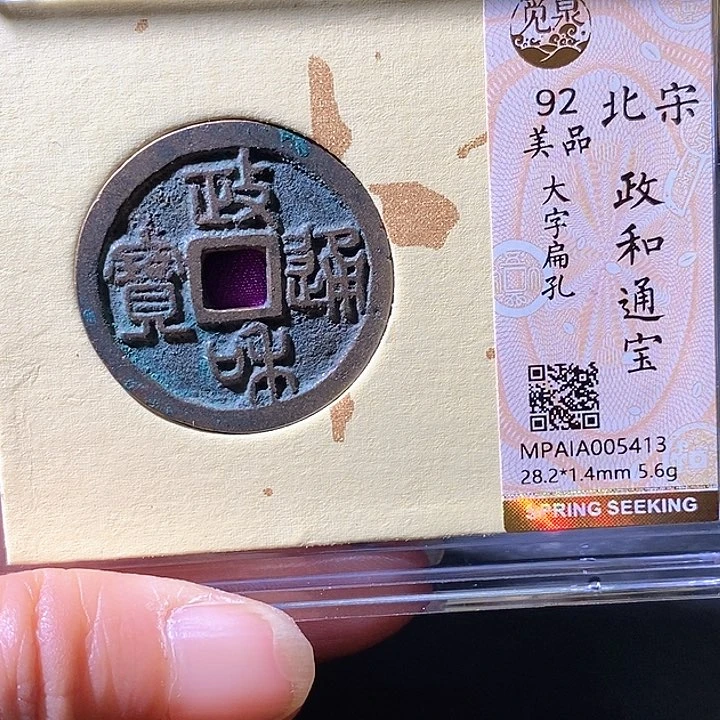 政
和
通
寳
觅泉
92
美品
大字扁孔
北宋
政和通宝
MPAIA005413
28.2*1.4mm 5.6g
SPRING SEEKING